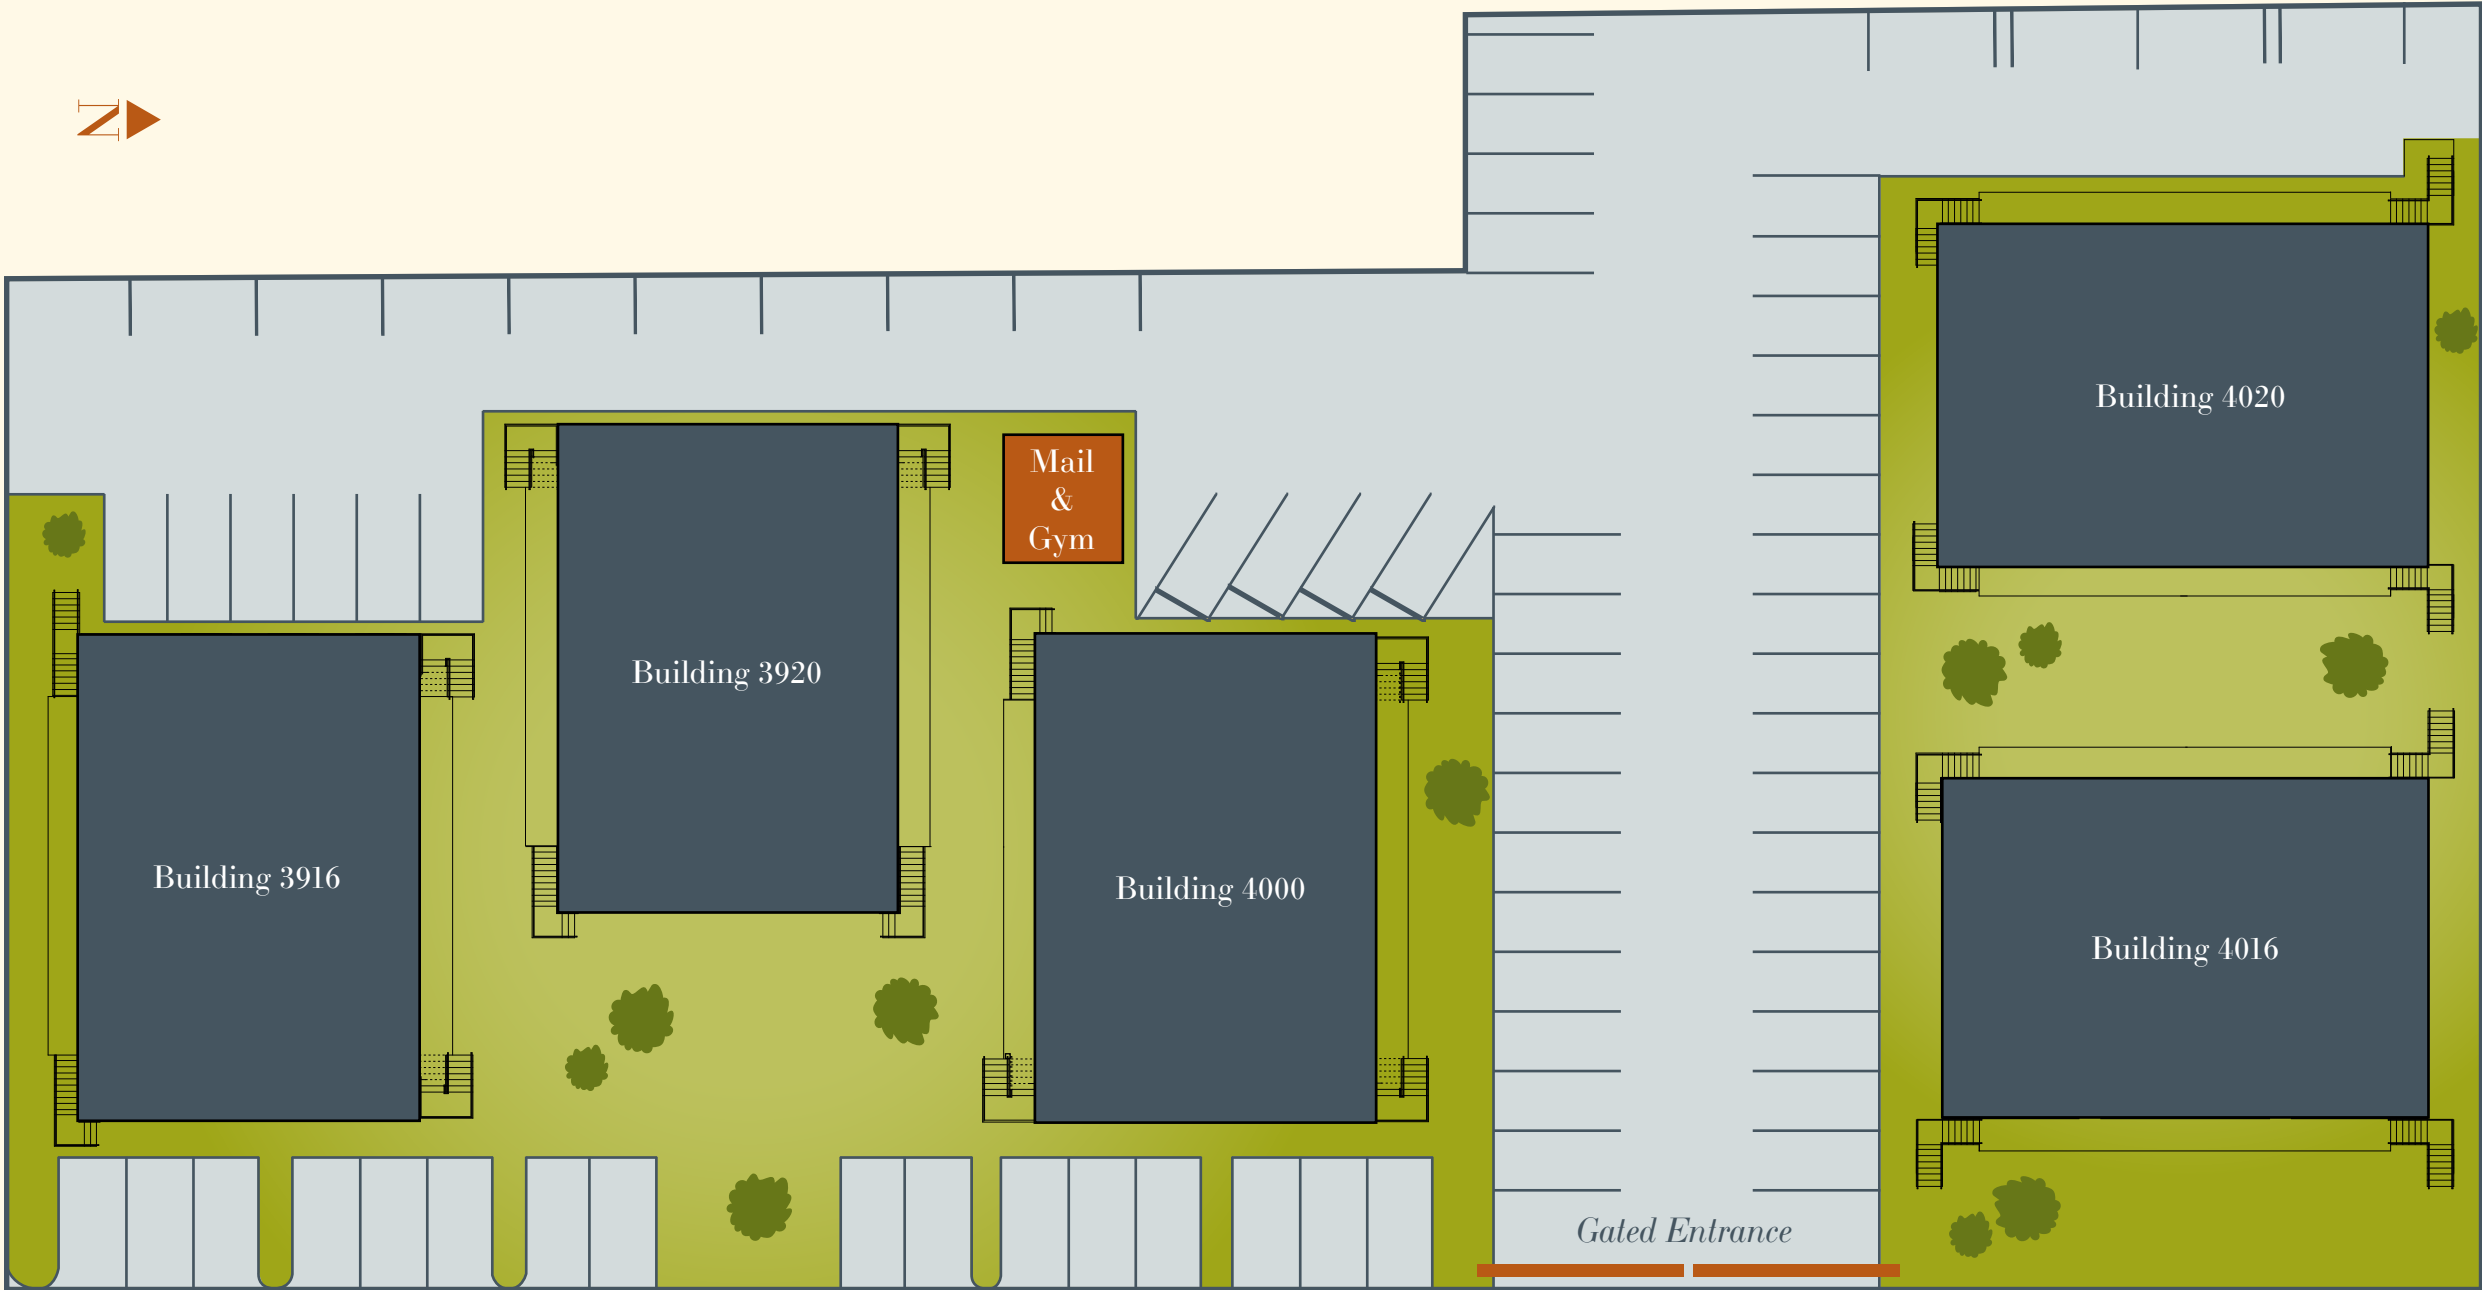 N
Building 4020
Mail
&
Gym
Building 3920
Building 3916
Building 4000
Building 4016
Gated Entrance